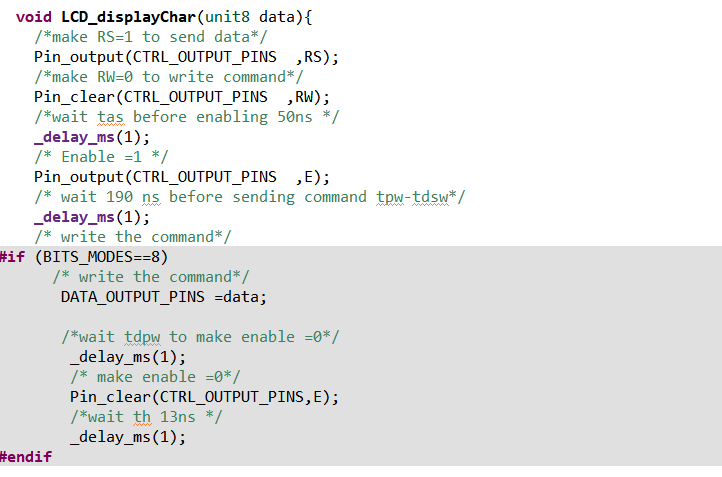 void LCD_displayChar(unit8 data){
/*make RS=1 to send data*/
Pin_output(CTRL_OUTPUT_PINS  ,RS);
/*make RW=0 to write command*/
Pin_clear(CTRL_OUTPUT_PINS  ,RW);
/*wait tas before enabling 50ns */
_delay_ms(1);
/* Enable =1 */
Pin_output(CTRL_OUTPUT_PINS  ,E);
/* wait 190 ns before sending command tpw-tdsw*/
_delay_ms(1);
/* write the command*/
#if (BITS_MODES==8)
/* write the command*/
DATA_OUTPUT_PINS =data;
/*wait tdpw to make enable =0*/
_delay_ms(1);
/* make enable =0*/
Pin_clear(CTRL_OUTPUT_PINS,E);
/*wait th 13ns */
_delay_ms(1);
#endif